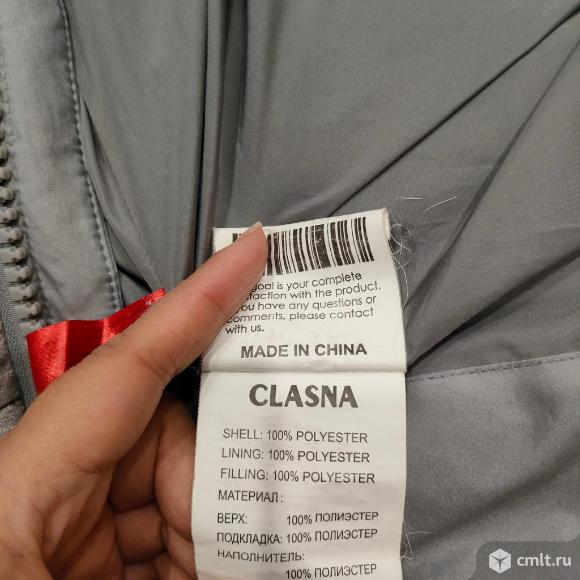 goal is your complete
with the product.
you have any questions or
comments, please contact
with us.
MADE IN CHINA
CLASNA
SHELL: 100% POLYESTER
LINING: 100% POLYESTER
FILLING: 100% POLYESTER
МАТЕРИАЛ:
ВЕРХ: 100% ПОЛИЭСТЕР
ПОДКЛАДКА: 100% ПОЛИЭСТЕР
НАПОЛНИТЕЛЬ:
100% ПОЛИЭСТЕР
cmlt.ru